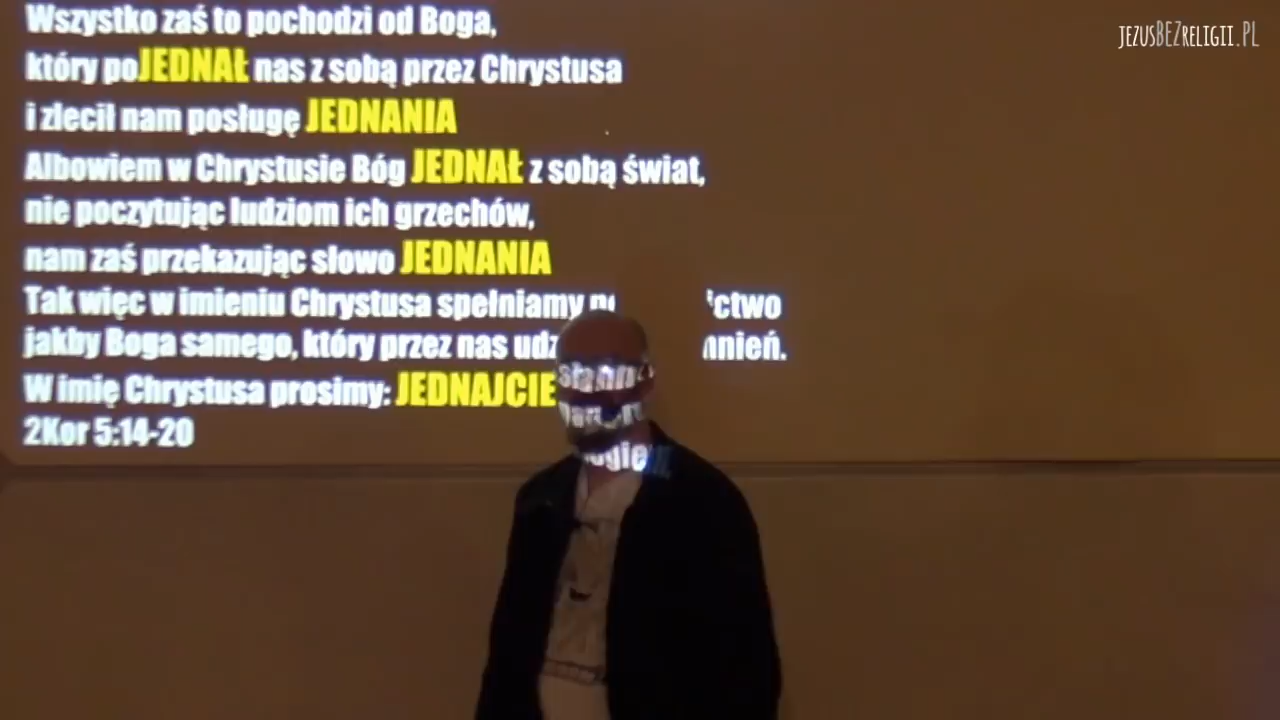 Wszystko zaś to pochodzi od Boga,
który poJEDNAŁ nas z sobą przez Chrystusa
i zlecił nam posługę JEDNANIA
Albowiem w Chrystusie Bóg JEDNAŁ z sobą świat,
nie poczytując ludziom ich grzechów,
nam zaś przekazując słowo JEDNANIA
Tak więc w imieniu Chrystusa spełniamy
jakby Boga samego, który przez nas
W imię Chrystusa prosimy: JEDNAJCIE
2Kor 5:14-20
JEZUSBEZRELIGII.PL